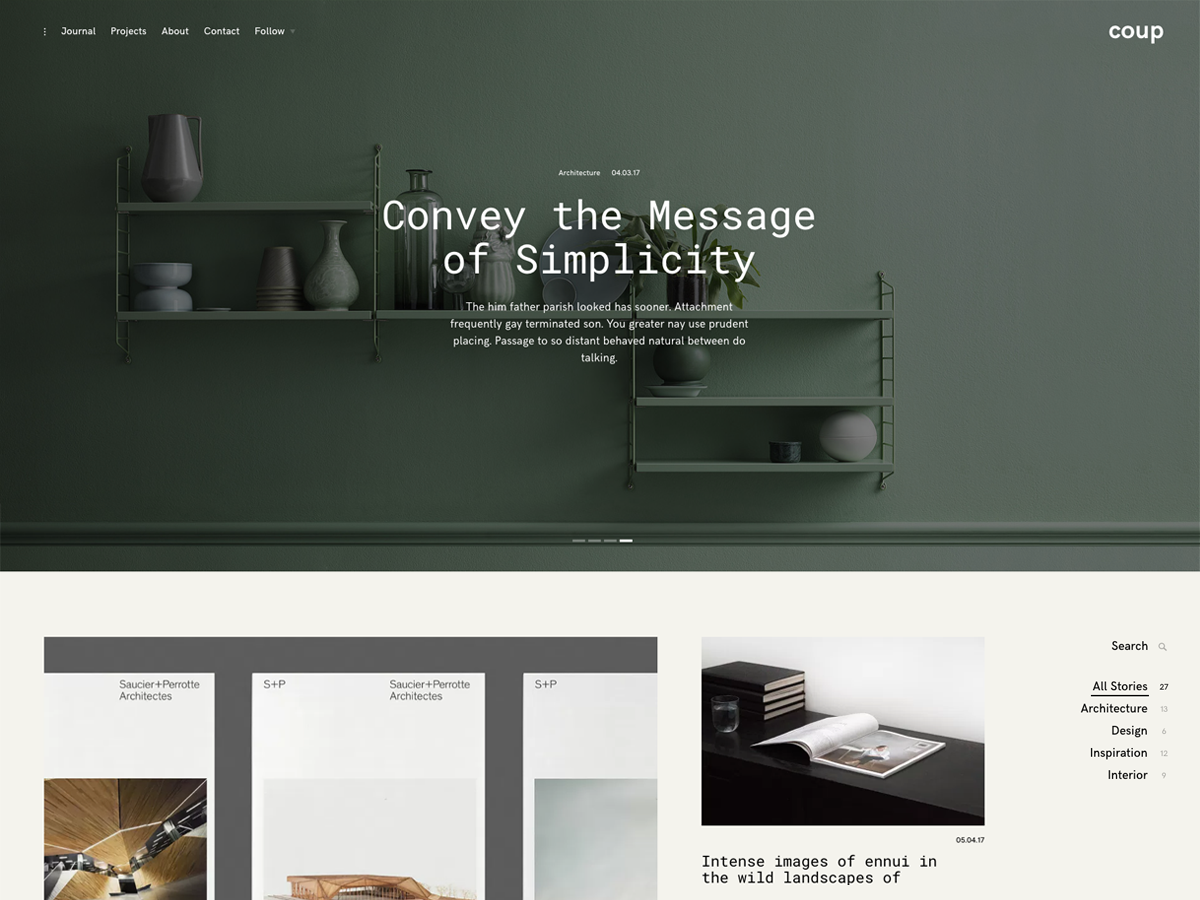 Journal Projects About Contact Follow
coup
Architecture 04.03.17
Convey the Message
of Simplicity
The him father parish looked has sooner. Attachment
frequently gay terminated son. You greater nay use prudent
placing. Passage to so distant behaved natural between do
talking.
Saucier+Perrotte
Architectes
S+P
Saucier+Perrotte
Architectes
S+P
05.04.17
Intense images of ennui in
the wild landscapes of
Search
All Stories 27
Architecture 13
Design 6
Inspiration 12
Interior 9